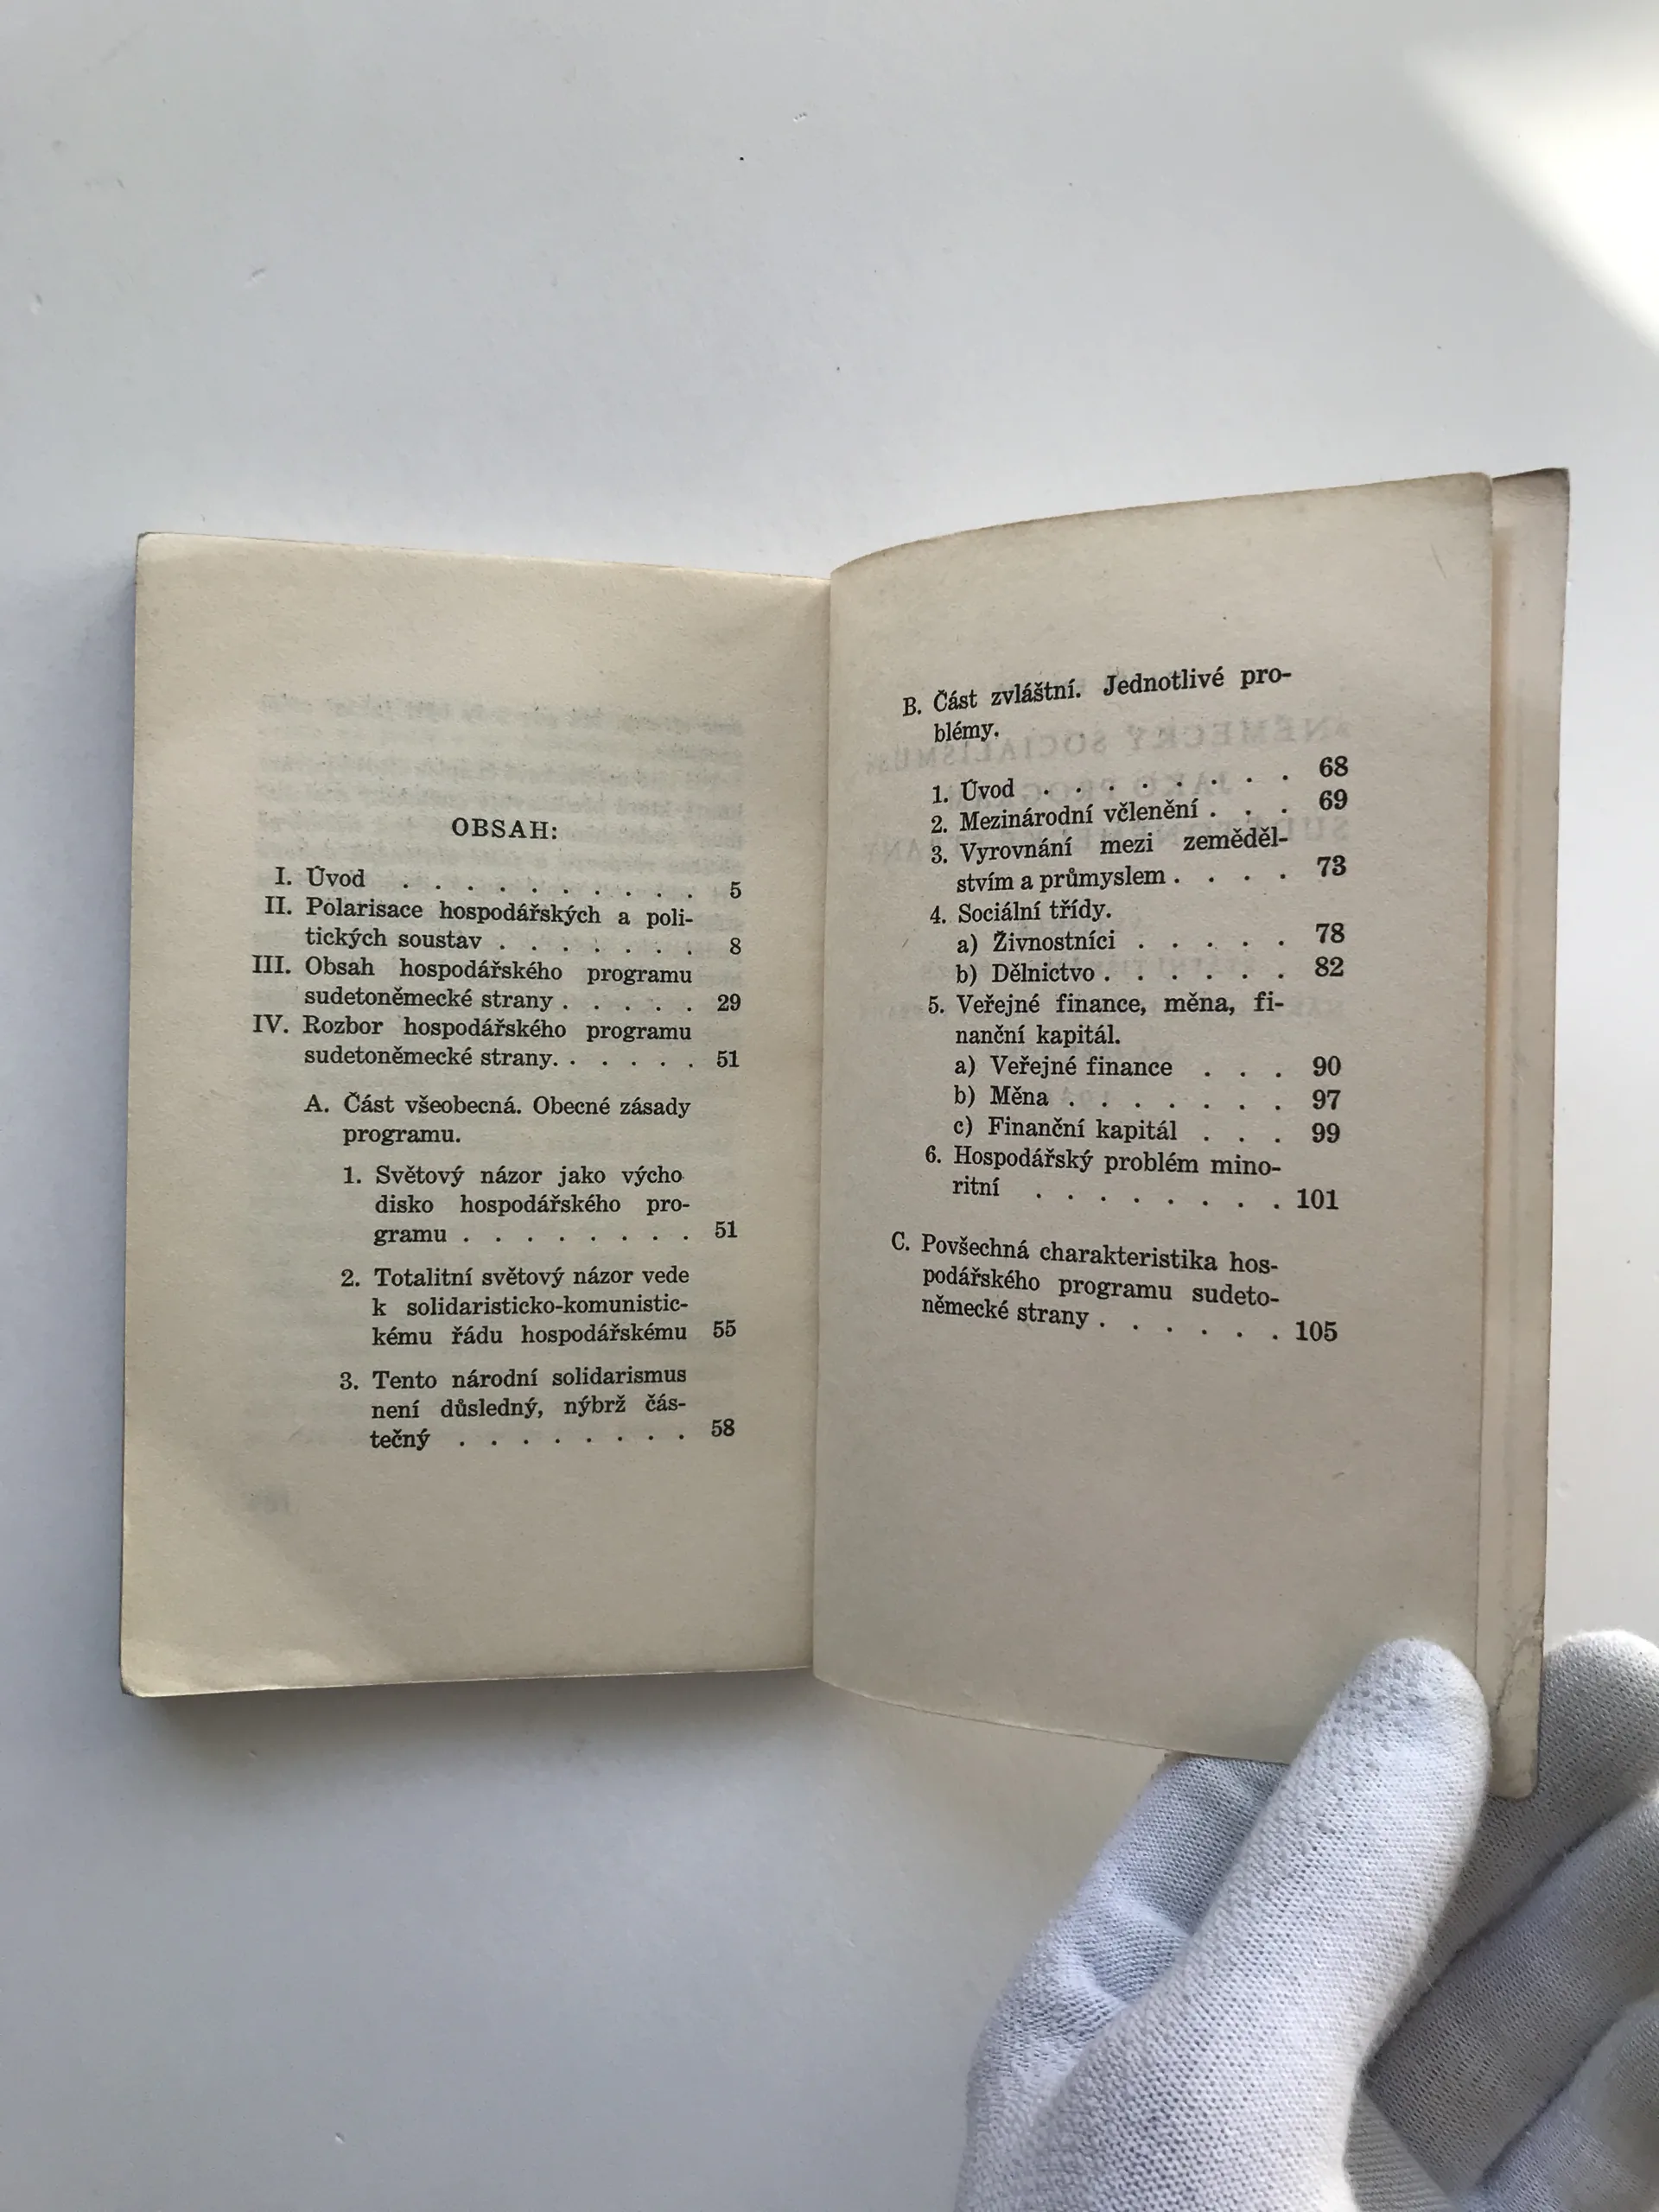 OBSAH:
I. Úvod . . . . . . . . . . 5
II. Polarisace hospodářských a poli-
tických soustav . . . . . . . 8
III. Obsah hospodářského programu
sudetoněmecké strany . . . . . 29
IV. Rozbor hospodářského programu
sudetoněmecké strany. . . . . . 51
A. Část všeobecná. Obecné zásady
programu.
1. Světový názor jako výcho
disko hospodářského pro-
gramu . . . . . . . . 51
2. Totalitní světový názor vede
k solidaristicko-komunistic-
kému řádu hospodářskému 55
3. Tento národní solidarismus
není důsledný, nýbrž čás-
tečný . . . . . . . . 58
B. Část zvláštní. Jednotlivé pro-
blémy.
1. Úvod . . . . . . . . 68
2. Mezinárodní včlenění . . . 69
3. Vyrovnání mezi zeměděl-
stvím a průmyslem . . . . 73
4. Sociální třídy.
a) Živnostníci . . . . . 78
b) Dělnictvo . . . . . . 82
5. Veřejné finance, měna, fi-
nanční kapitál.
a) Veřejné finance . . . 90
b) Měna . . . . . . . 97
c) Finanční kapitál . . . 99
6. Hospodářský problém mino-
ritní . . . . . . . . 101
C. Povšechná charakteristika hos-
podářského programu sudeto-
německé strany . . . . . . 105